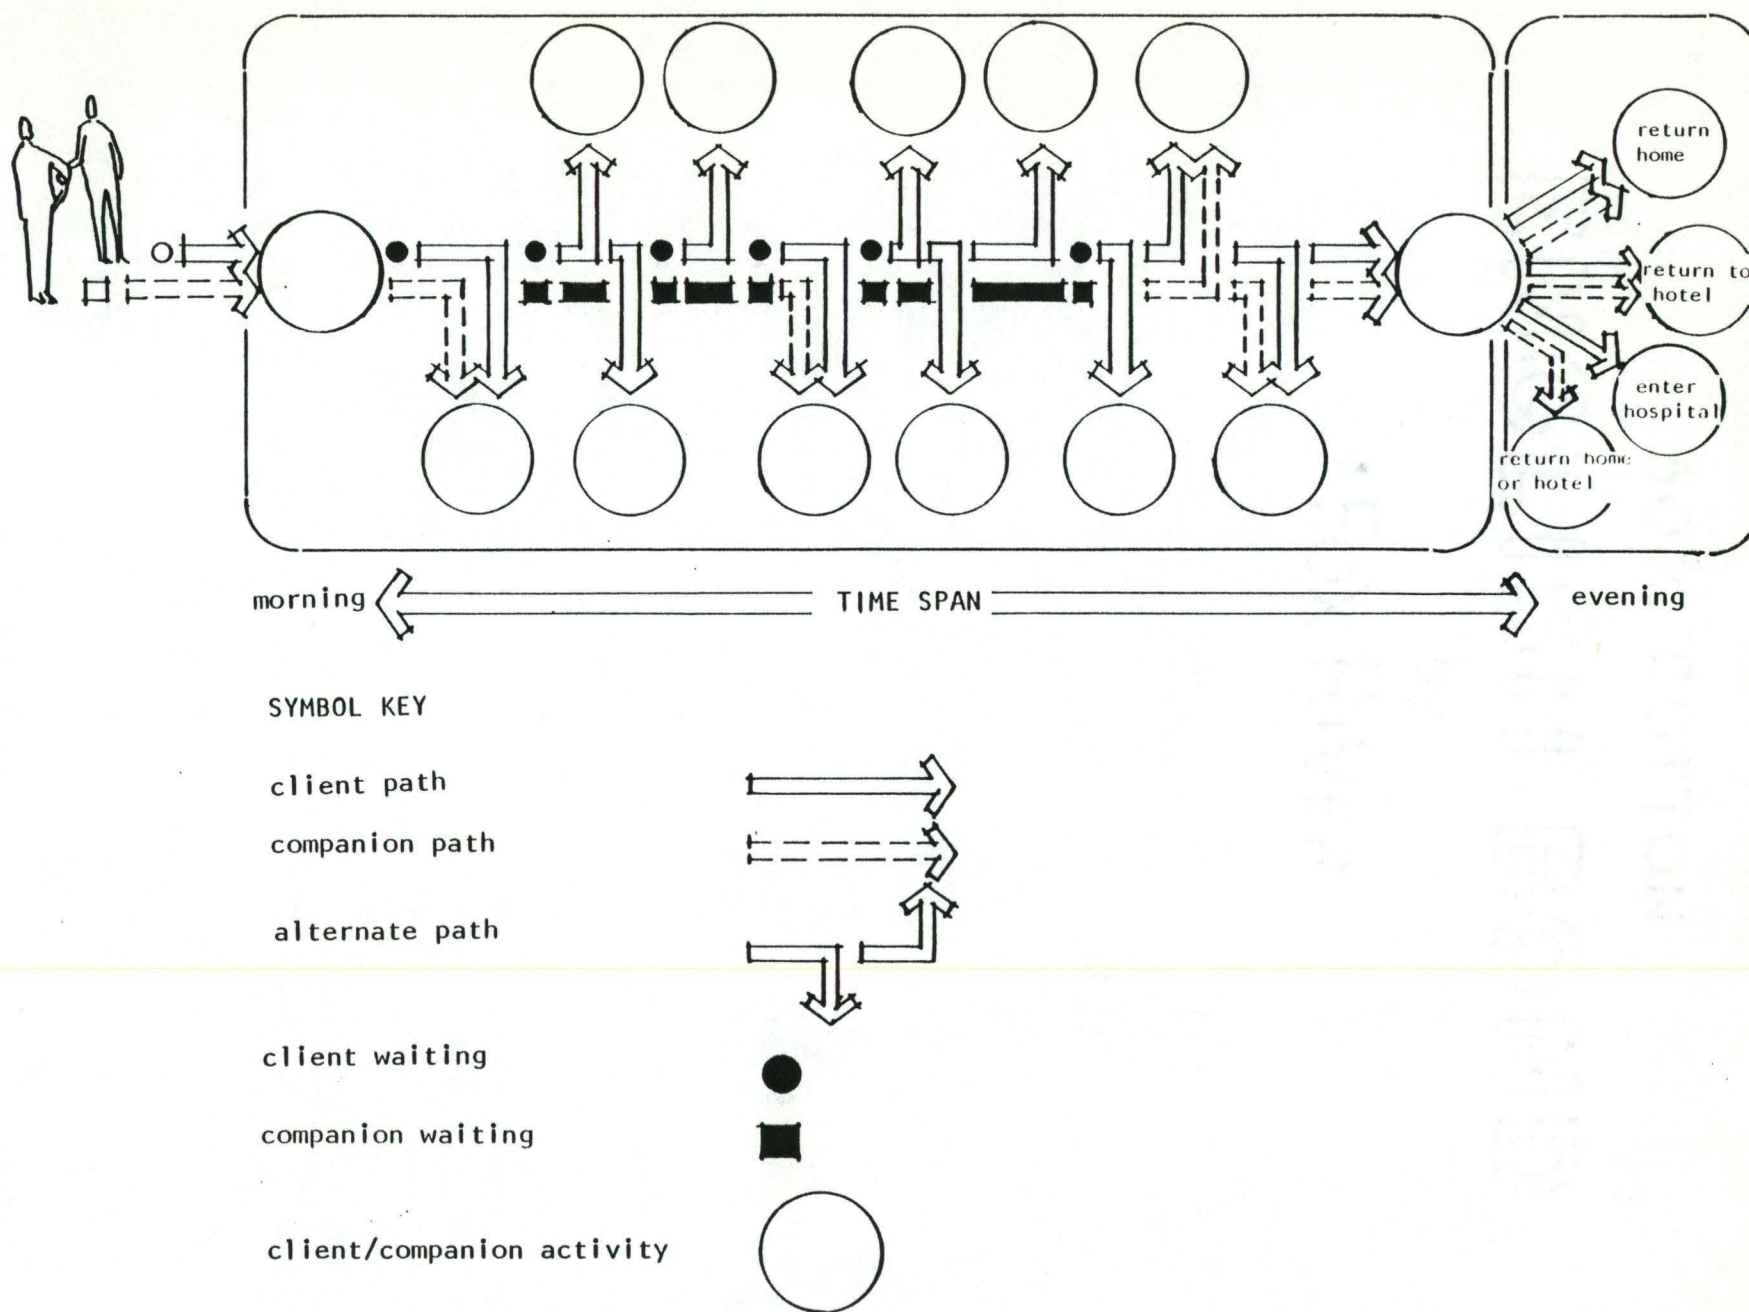 return
home
return to
hotel
enter
hospital
return home
or hotel
morning
TIME SPAN
evening
SYMBOL KEY
client path
companion path
alternate path
client waiting
companion waiting
client/companion activity